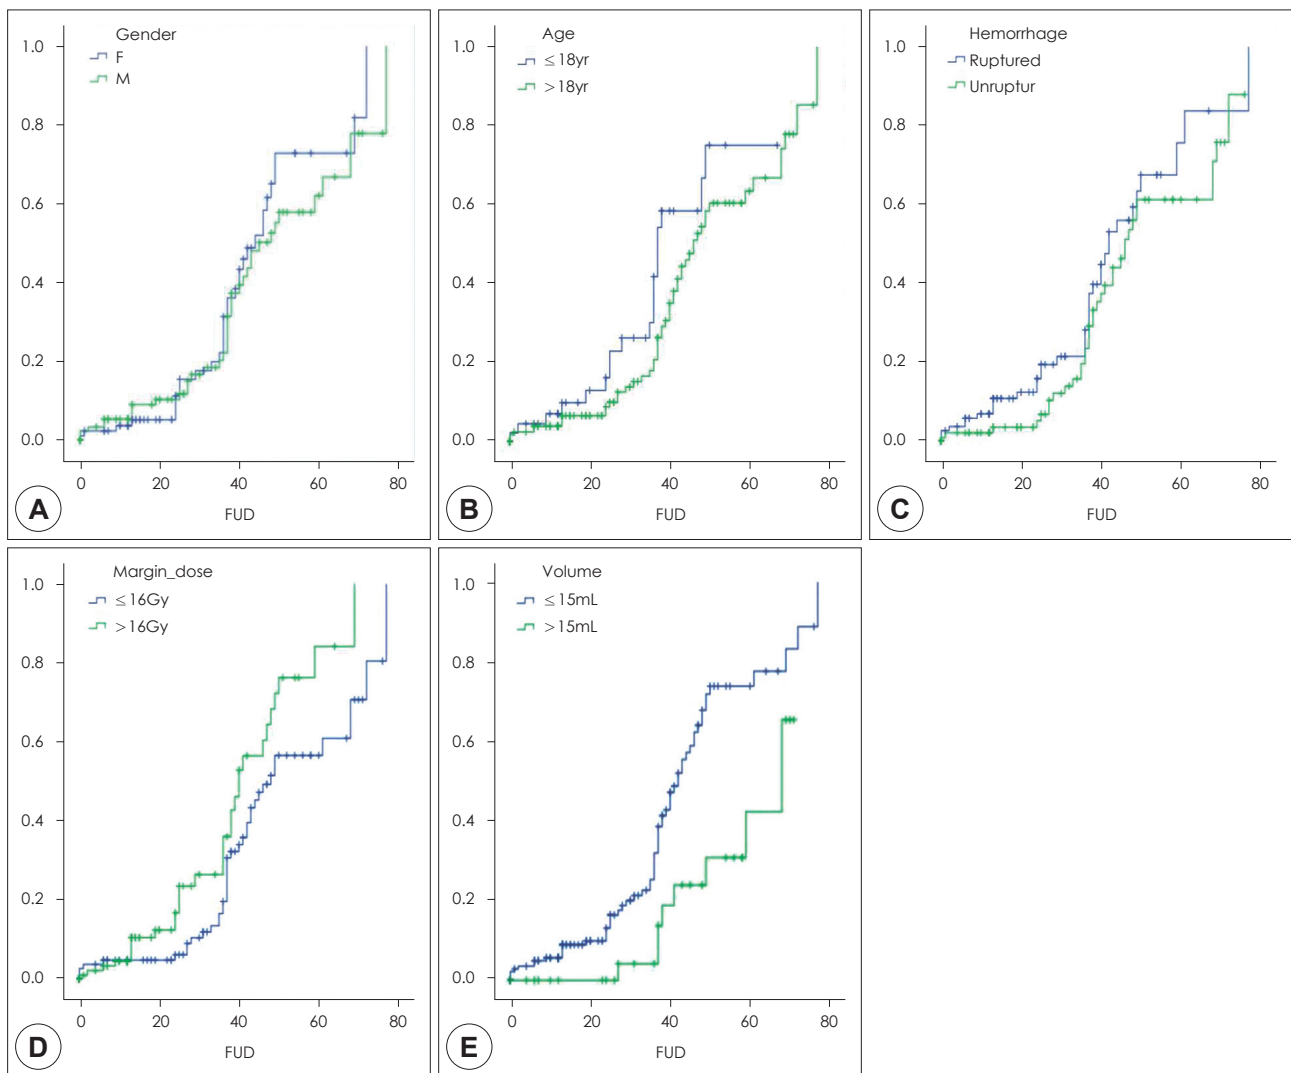 Gender
F
M
1.0
0.8
0.6
0.4
0.2
0.0
0 20 40 60 80
FUD
A
Age
≤18yr
>18yr
1.0
0.8
0.6
0.4
0.2
0.0
0 20 40 60 80
FUD
B
Hemorrhage
Ruptured
Unruptur
1.0
0.8
0.6
0.4
0.2
0.0
0 20 40 60 80
FUD
C
Margin_dose
≤16Gy
>16Gy
1.0
0.8
0.6
0.4
0.2
0.0
0 20 40 60 80
FUD
D
Volume
≤15mL
>15mL
1.0
0.8
0.6
0.4
0.2
0.0
0 20 40 60 80
FUD
E